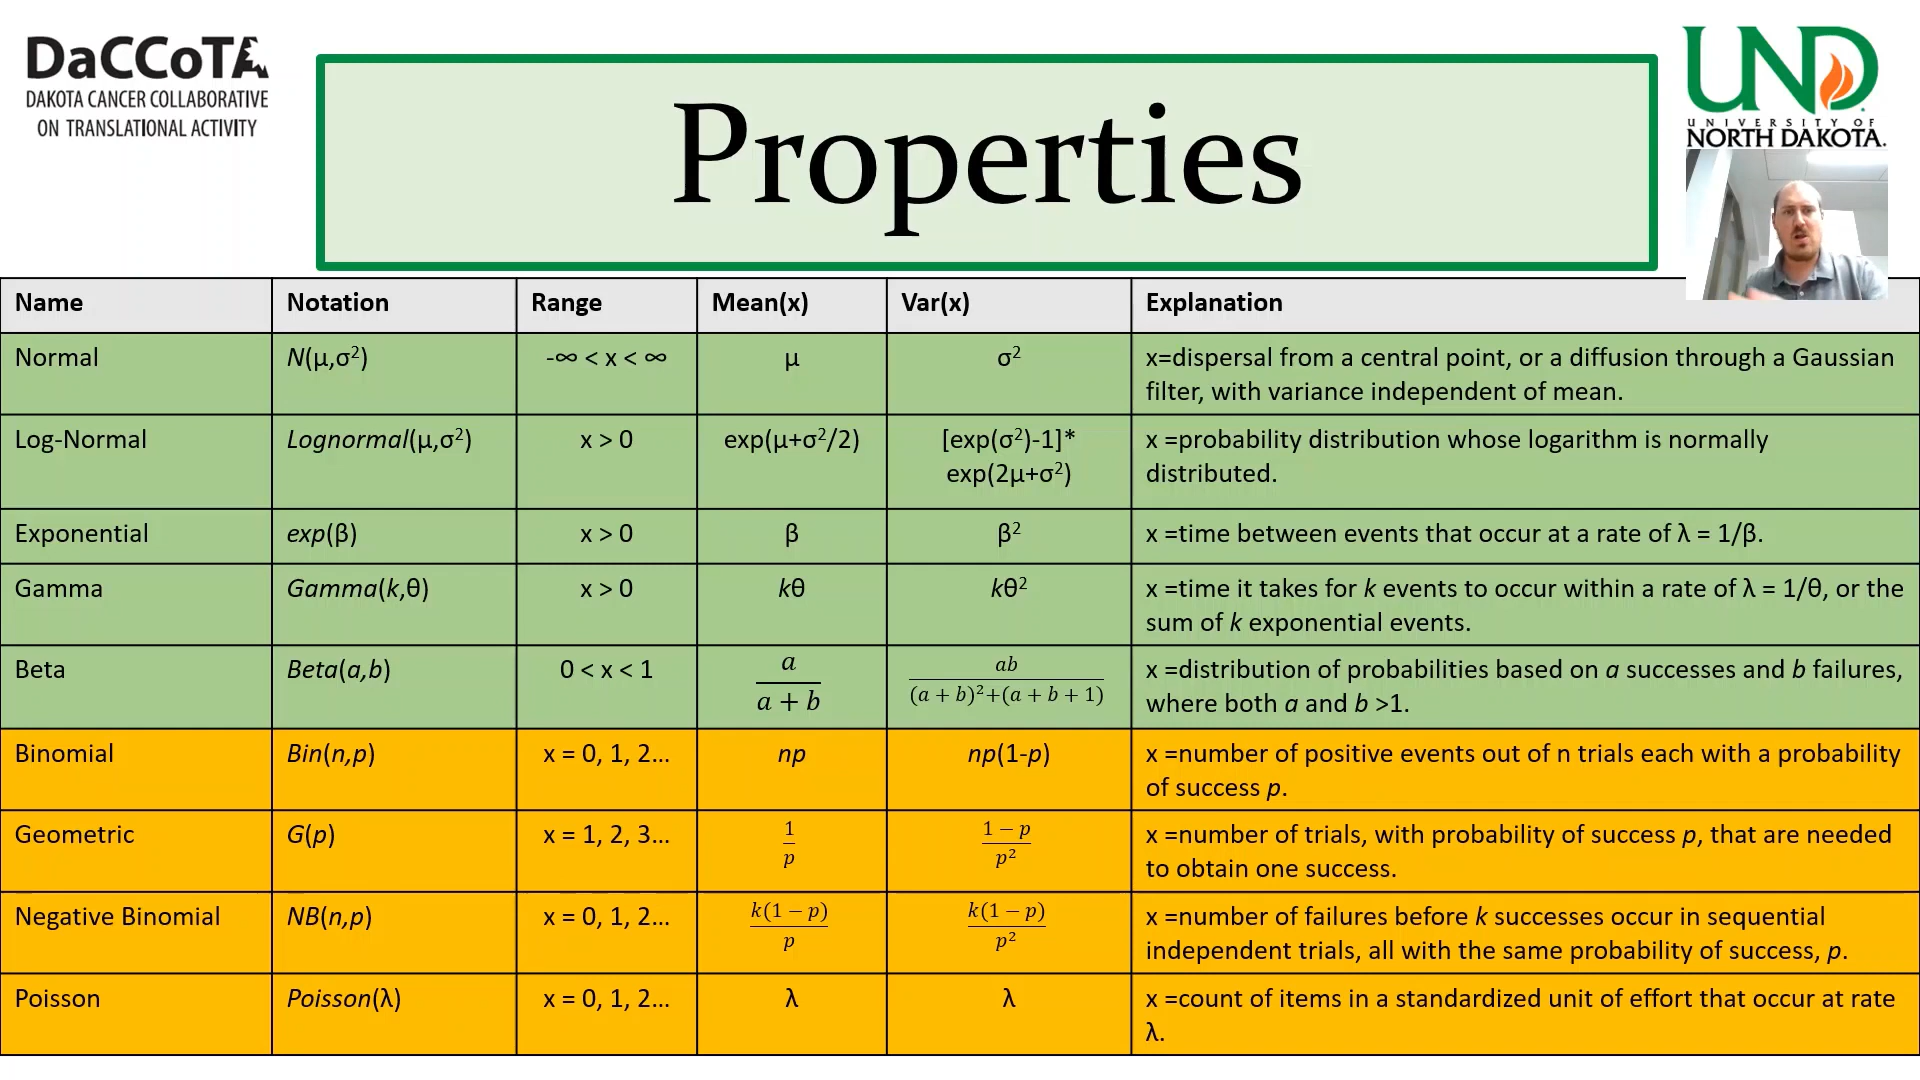 DaCCoTA
DAKOTA CANCER COLLABORATIVE
ON TRANSLATIONAL ACTIVITY
Properties
UND
UNIVERSITY OF
NORTH DAKOTA.
Name Notation Range Mean(x) Var(x) Explanation
Normal N(μ,σ²) -∞ < x < ∞ μ σ² x=dispersal from a central point, or a diffusion through a Gaussian
filter, with variance independent of mean.
Log-Normal Lognormal(μ,σ²) x > 0 exp(μ+σ²/2) [exp(σ²)-1]* x =probability distribution whose logarithm is normally
exp(2μ+σ²) distributed.
Exponential exp(β) x > 0 β β² x =time between events that occur at a rate of λ = 1/β.
Gamma Gamma(k,θ) x > 0 kθ kθ² x =time it takes for k events to occur within a rate of λ = 1/θ, or the
sum of k exponential events.
Beta Beta(a,b) 0 < x < 1 a/(a + b) ab/((a + b)²+(a + b + 1)) x =distribution of probabilities based on a successes and b failures,
where both a and b >1.
Binomial Bin(n,p) x = 0, 1, 2... np np(1-p) x =number of positive events out of n trials each with a probability
of success p.
Geometric G(p) x = 1, 2, 3... 1/p (1 − p)/p² x =number of trials, with probability of success p, that are needed
to obtain one success.
Negative Binomial NB(n,p) x = 0, 1, 2... k(1 − p)/p k(1 − p)/p² x =number of failures before k successes occur in sequential
independent trials, all with the same probability of success, p.
Poisson Poisson(λ) x = 0, 1, 2... λ λ x =count of items in a standardized unit of effort that occur at rate
λ.